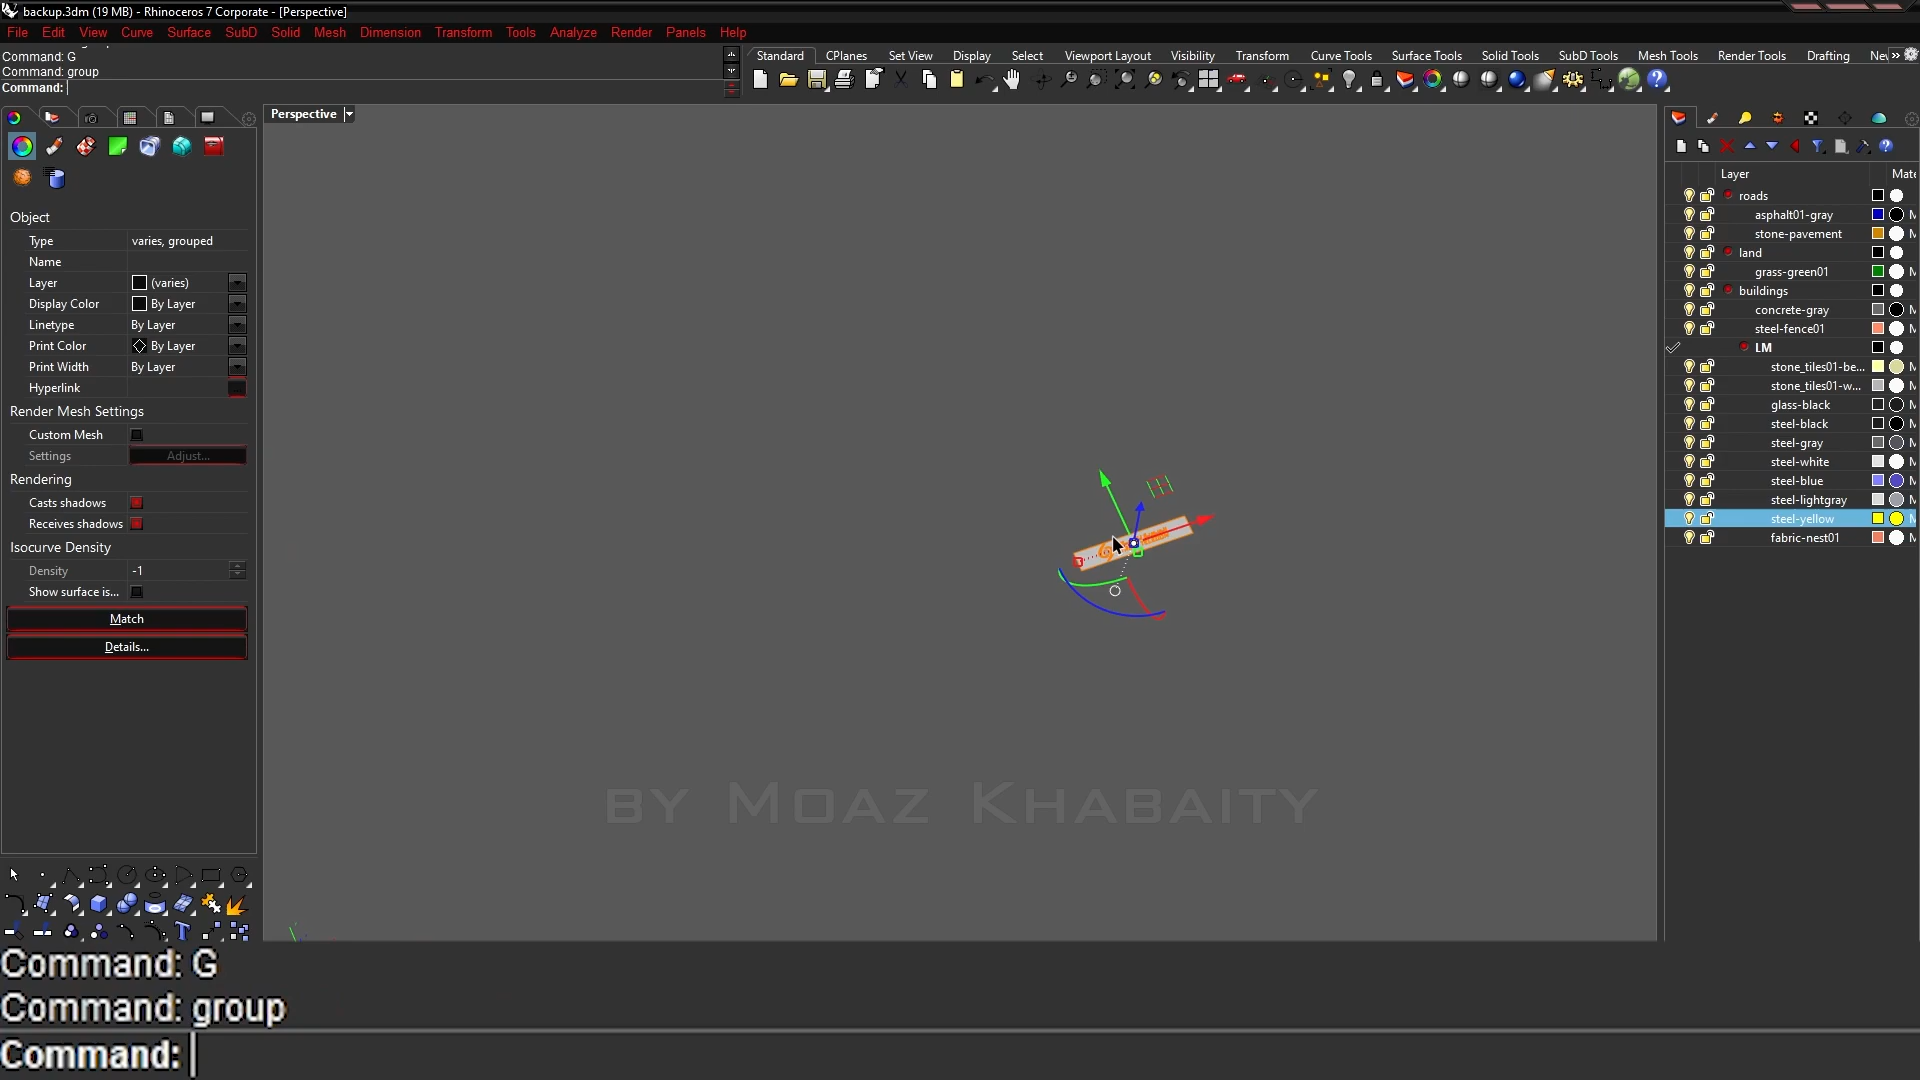 backup.3dm (19 MB) - Rhinoceros 7 Corporate - [Perspective]
File Edit View Curve Surface SubD Solid Mesh Dimension Transform Tools Analyze Render Panels Help
Command: G
Command: group
Command:
Standard CPlanes Set View Display Select Viewport Layout Visibility Transform Curve Tools Surface Tools Solid Tools SubD Tools Mesh Tools Render Tools Drafting Nev »
Perspective
Object
Type varies, grouped
Name
Layer (varies)
Display Color By Layer
Linetype By Layer
Print Color By Layer
Print Width By Layer
Hyperlink
Render Mesh Settings
Custom Mesh
Settings Adjust...
Rendering
Casts shadows
Receives shadows
Isocurve Density
Density -1
Show surface is...
Match
Details...
Layer Mate
roads
asphalt01-gray
stone-pavement
land
grass-green01
buildings
concrete-gray
steel-fence01
LM
stone_tiles01-be...
stone_tiles01-w...
glass-black
steel-black
steel-gray
steel-white
steel-blue
steel-lightgray
steel-yellow
fabric-nest01
BY MOAZ KHABAITY
Command: G
Command: group
Command: